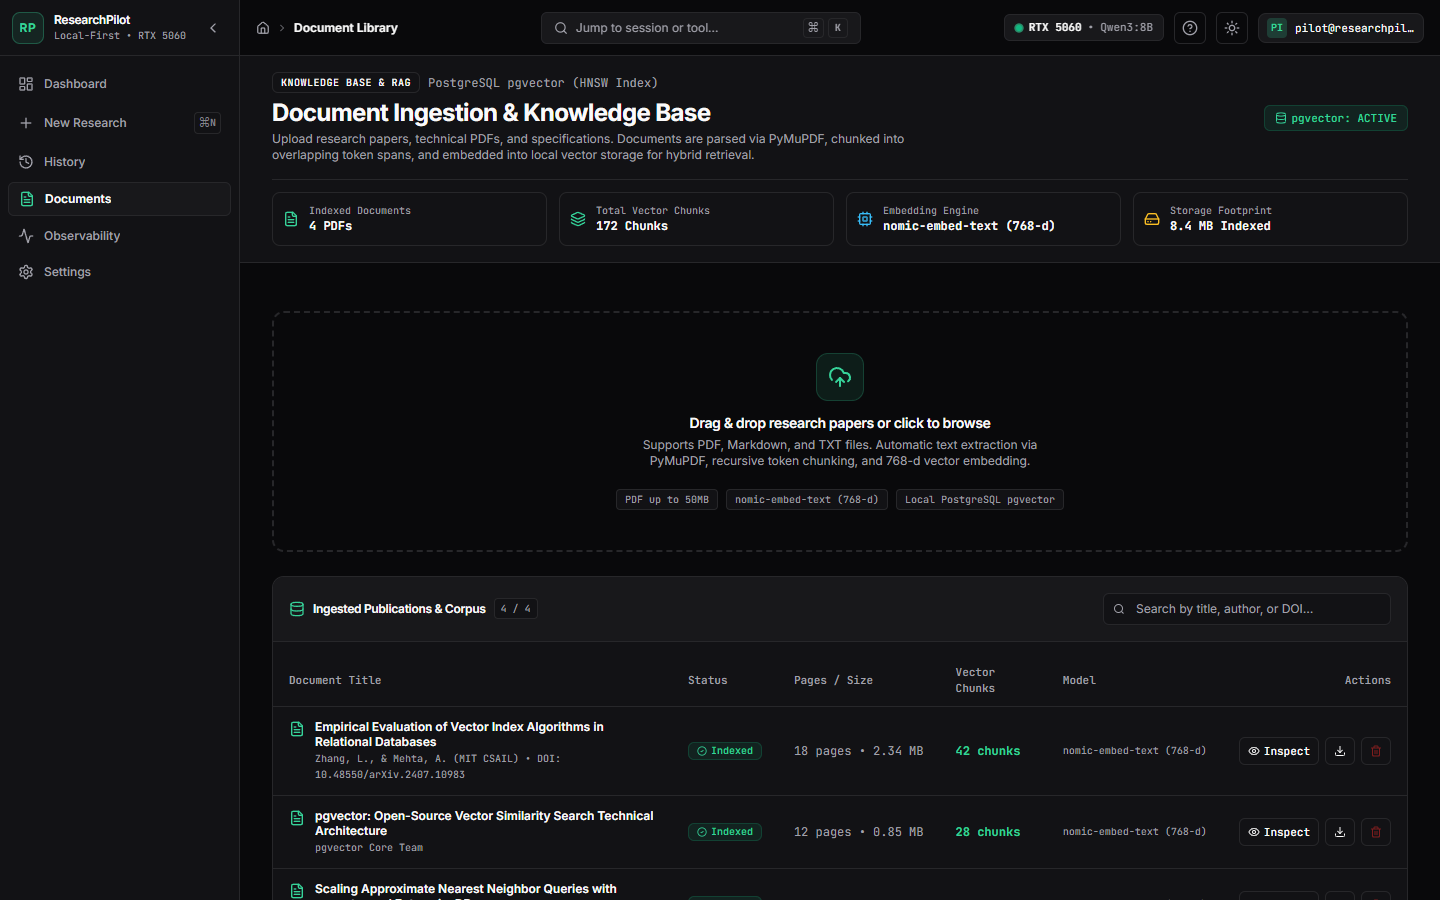 RP
ResearchPilot
Local-First • RTX 5060
Document Library
Jump to session or tool...
⌘ K
RTX 5060 • Qwen3:8B
PI
pilot@researchpil…
Dashboard
New Research
⌘N
History
Documents
Observability
Settings
KNOWLEDGE BASE & RAG
PostgreSQL pgvector (HNSW Index)
Document Ingestion & Knowledge Base
Upload research papers, technical PDFs, and specifications. Documents are parsed via PyMuPDF, chunked into
overlapping token spans, and embedded into local vector storage for hybrid retrieval.
pgvector: ACTIVE
Indexed Documents
4 PDFs
Total Vector Chunks
172 Chunks
Embedding Engine
nomic-embed-text (768-d)
Storage Footprint
8.4 MB Indexed
Drag & drop research papers or click to browse
Supports PDF, Markdown, and TXT files. Automatic text extraction via
PyMuPDF, recursive token chunking, and 768-d vector embedding.
PDF up to 50MB
nomic-embed-text (768-d)
Local PostgreSQL pgvector
Ingested Publications & Corpus
4 / 4
Search by title, author, or DOI...
Document Title
Status
Pages / Size
Vector
Chunks
Model
Actions
Empirical Evaluation of Vector Index Algorithms in
Relational Databases
Zhang, L., & Mehta, A. (MIT CSAIL) • DOI:
10.48550/arXiv.2407.10983
Indexed
18 pages • 2.34 MB
42 chunks
nomic-embed-text (768-d)
Inspect
pgvector: Open-Source Vector Similarity Search Technical
Architecture
pgvector Core Team
Indexed
12 pages • 0.85 MB
28 chunks
nomic-embed-text (768-d)
Inspect
Scaling Approximate Nearest Neighbor Queries with